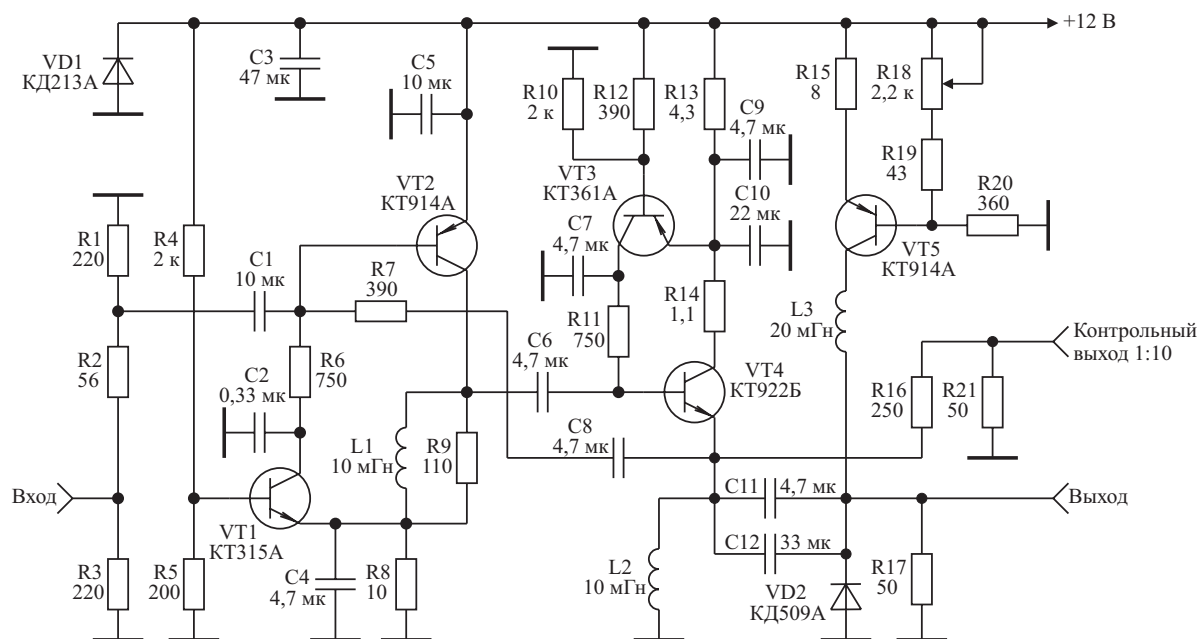 +12 В
VD1
КД213А
C3
47 мк
C5
10 мк
R10
2 к
R12
390
R13
4,3
C9
4,7 мк
R15
8
R18
2,2 к
VT3
КТ361А
R19
43
R20
360
VT2
КТ914А
C10
22 мк
C7
4,7 мк
VT5
КТ914А
R1
220
R4
2 к
C1
10 мк
R7
390
R14
1,1
L3
20 мГн
R11
750
Контрольный
выход 1:10
R2
56
R6
750
C6
4,7 мк
VT4
КТ922Б
C2
0,33 мк
R16
250
R21
50
L1
10 мГн
R9
110
C8
4,7 мк
Вход
C11
4,7 мк
Выход
VT1
КТ315А
C12
33 мк
R3
220
R5
200
C4
4,7 мк
R8
10
L2
10 мГн
VD2
КД509А
R17
50